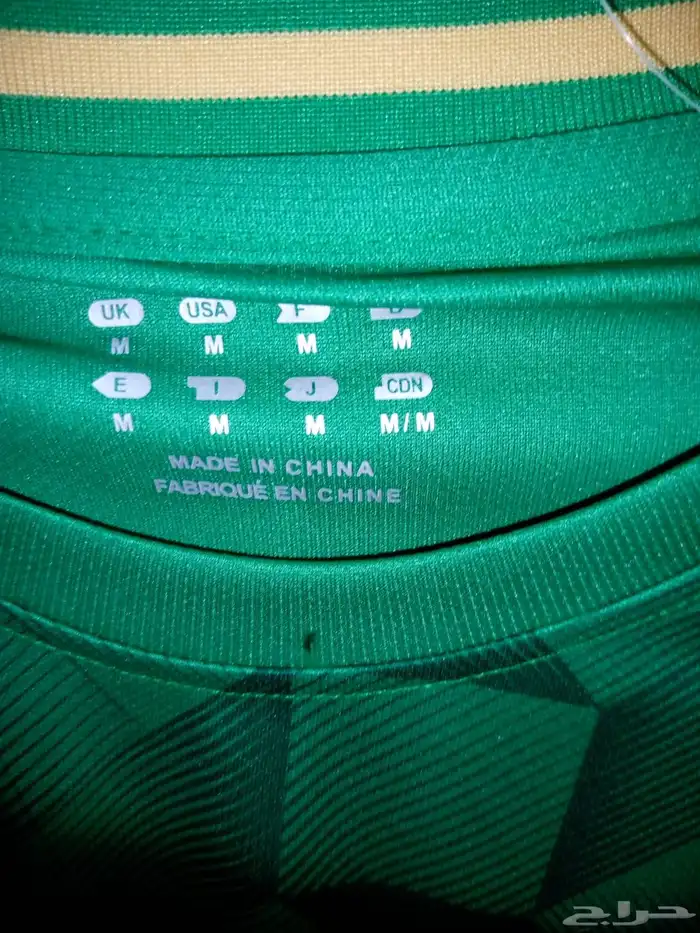 UK USA F D
M M M M
E I J CDN
M M M M/M
MADE IN CHINA
FABRIQUÉ EN CHINE
حراج